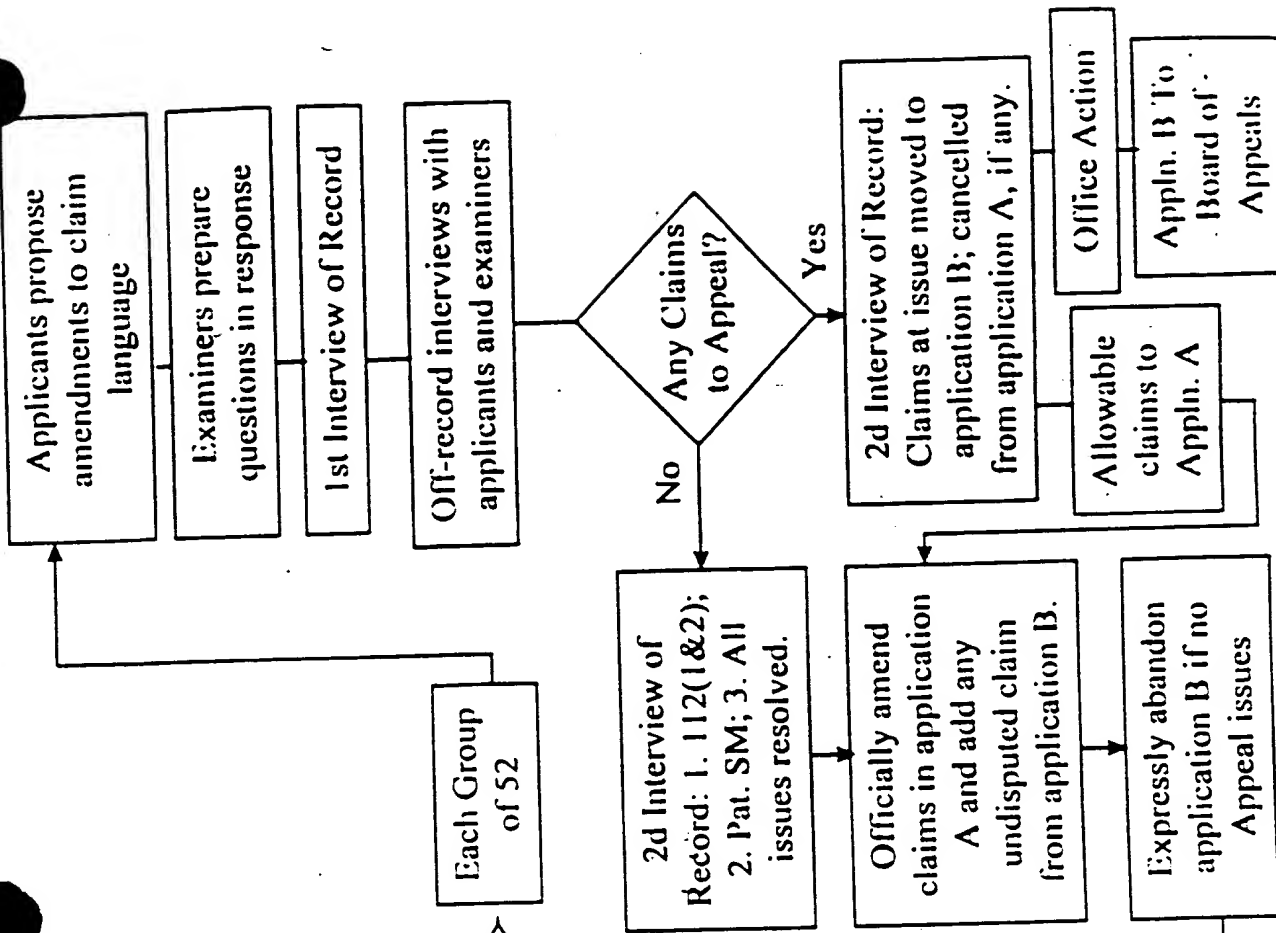 Applicants propose
amendments to claim
language
Examiners prepare
questions in response
1st Interview of Record
Off-record interviews with
applicants and examiners
Each Group
of 52
Any Claims
to Appeal?
No
Yes
2d Interview of
Record: 1. 112(1&2);
2. Pat. SM; 3. All
issues resolved.
2d Interview of Record:
Claims at issue moved to
application B; cancelled
from application A, if any.
Officially amend
claims in application
A and add any
undisputed claim
from application B.
Allowable
claims to
Appln. A
Office Action
Appln. B To
Board of
Appeals
Expressly abandon
application B if no
Appeal issues